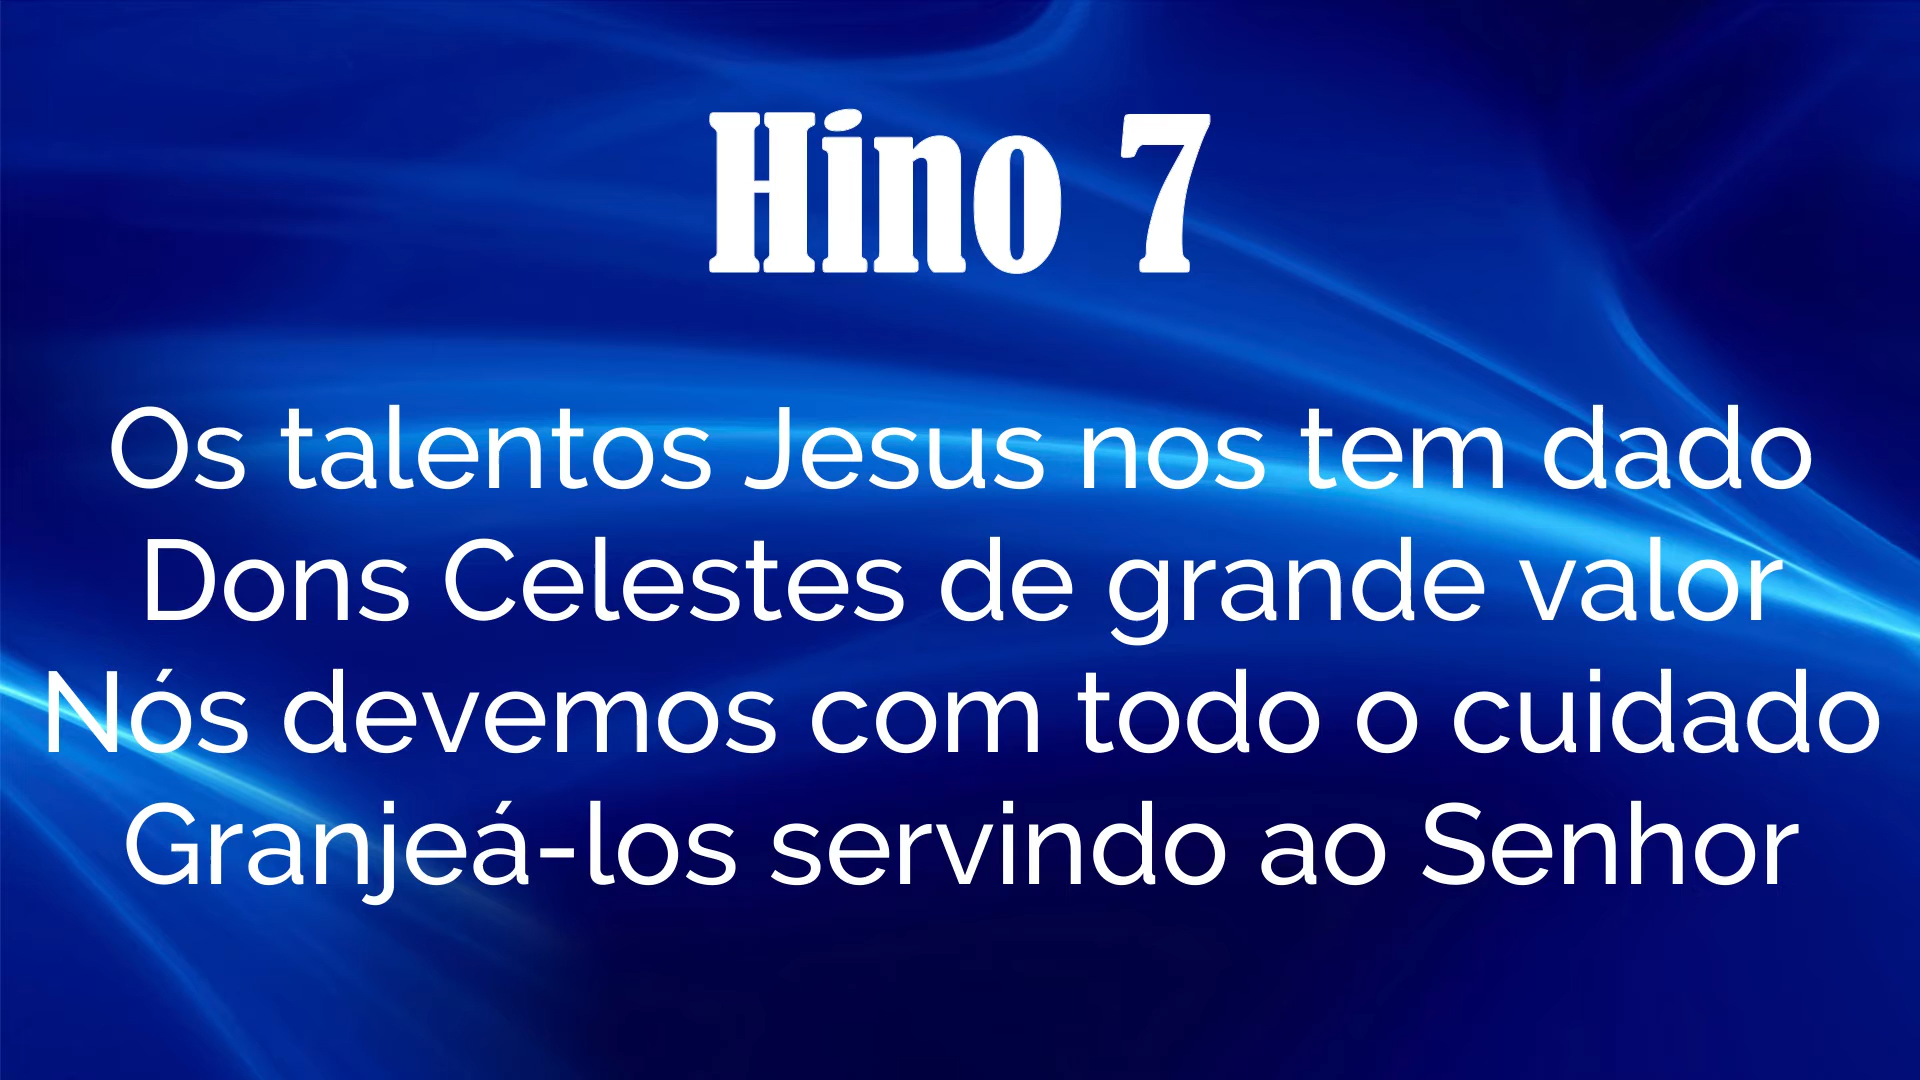 Hino 7
Os talentos Jesus nos tem dado
Dons Celestes de grande valor
Nós devemos com todo o cuidado
Granjeá-los servindo ao Senhor